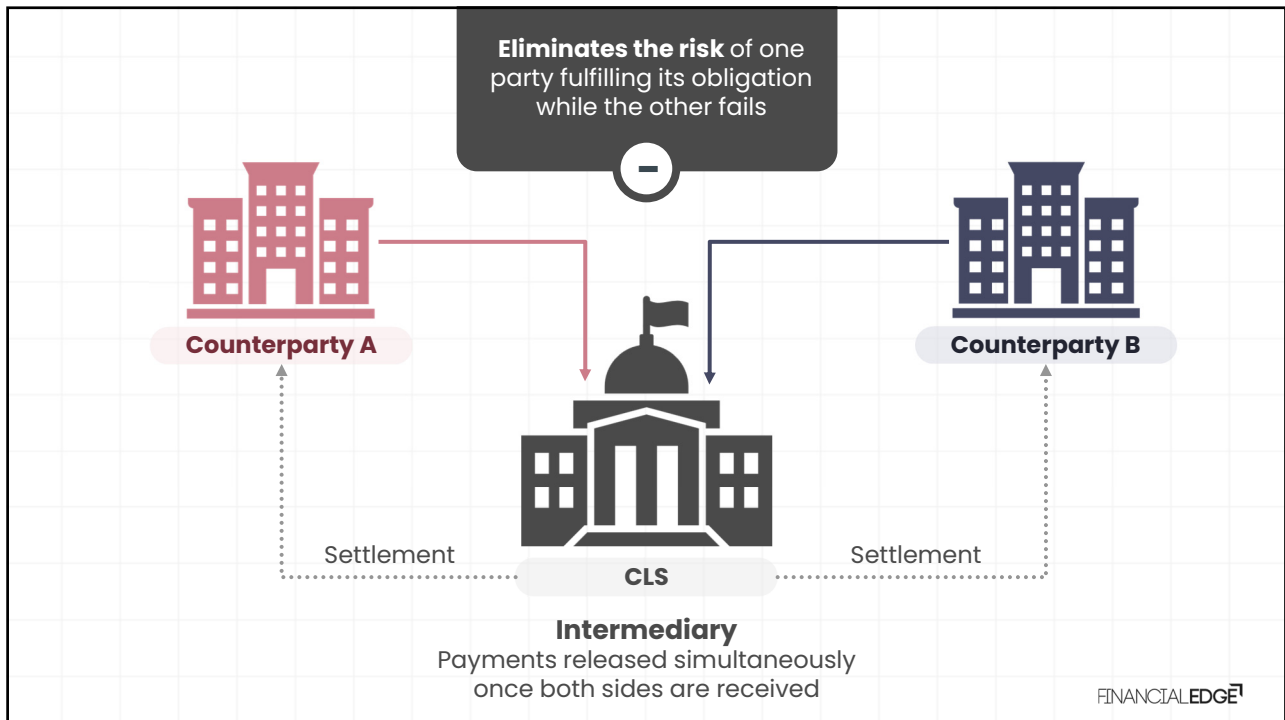 Eliminates the risk of one
party fulfilling its obligation
while the other fails
Counterparty A
Counterparty B
Settlement
Settlement
CLS
Intermediary
Payments released simultaneously
once both sides are received
FINANCIALEDGE